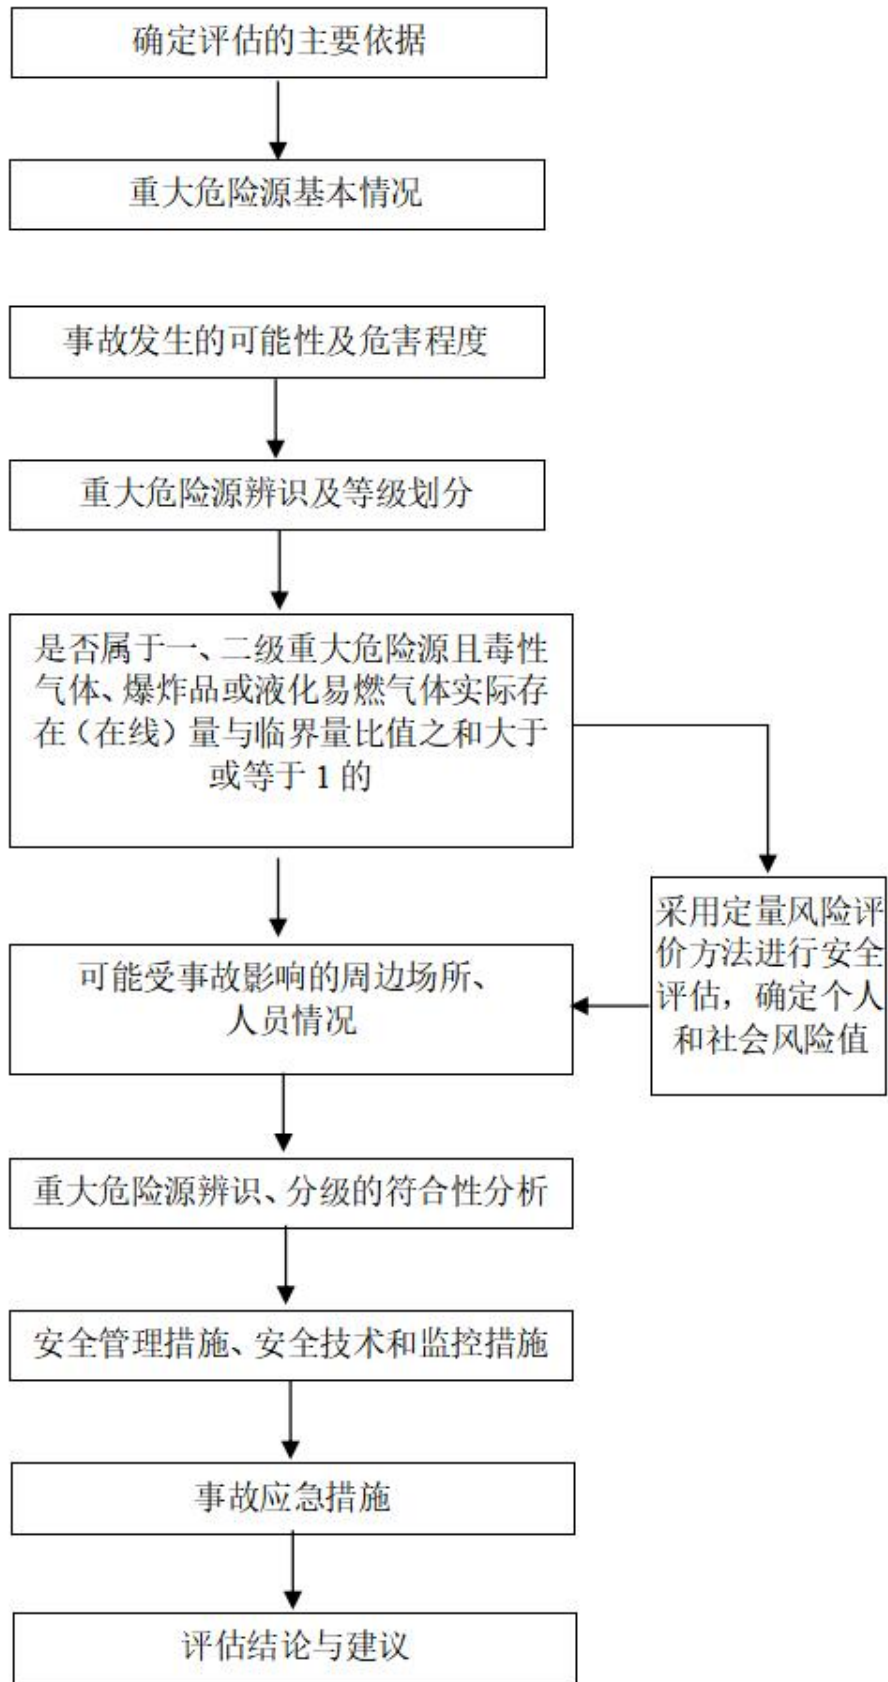 确定评估的主要依据
重大危险源基本情况
事故发生的可能性及危害程度
重大危险源辨识及等级划分
是否属于一、二级重大危险源且毒性
气体、爆炸品或液化易燃气体实际存
在（在线）量与临界量比值之和大于
或等于 1 的
采用定量风险评
价方法进行安全
评估，确定个人
和社会风险值
可能受事故影响的周边场所、
人员情况
重大危险源辨识、分级的符合性分析
安全管理措施、安全技术和监控措施
事故应急措施
评估结论与建议